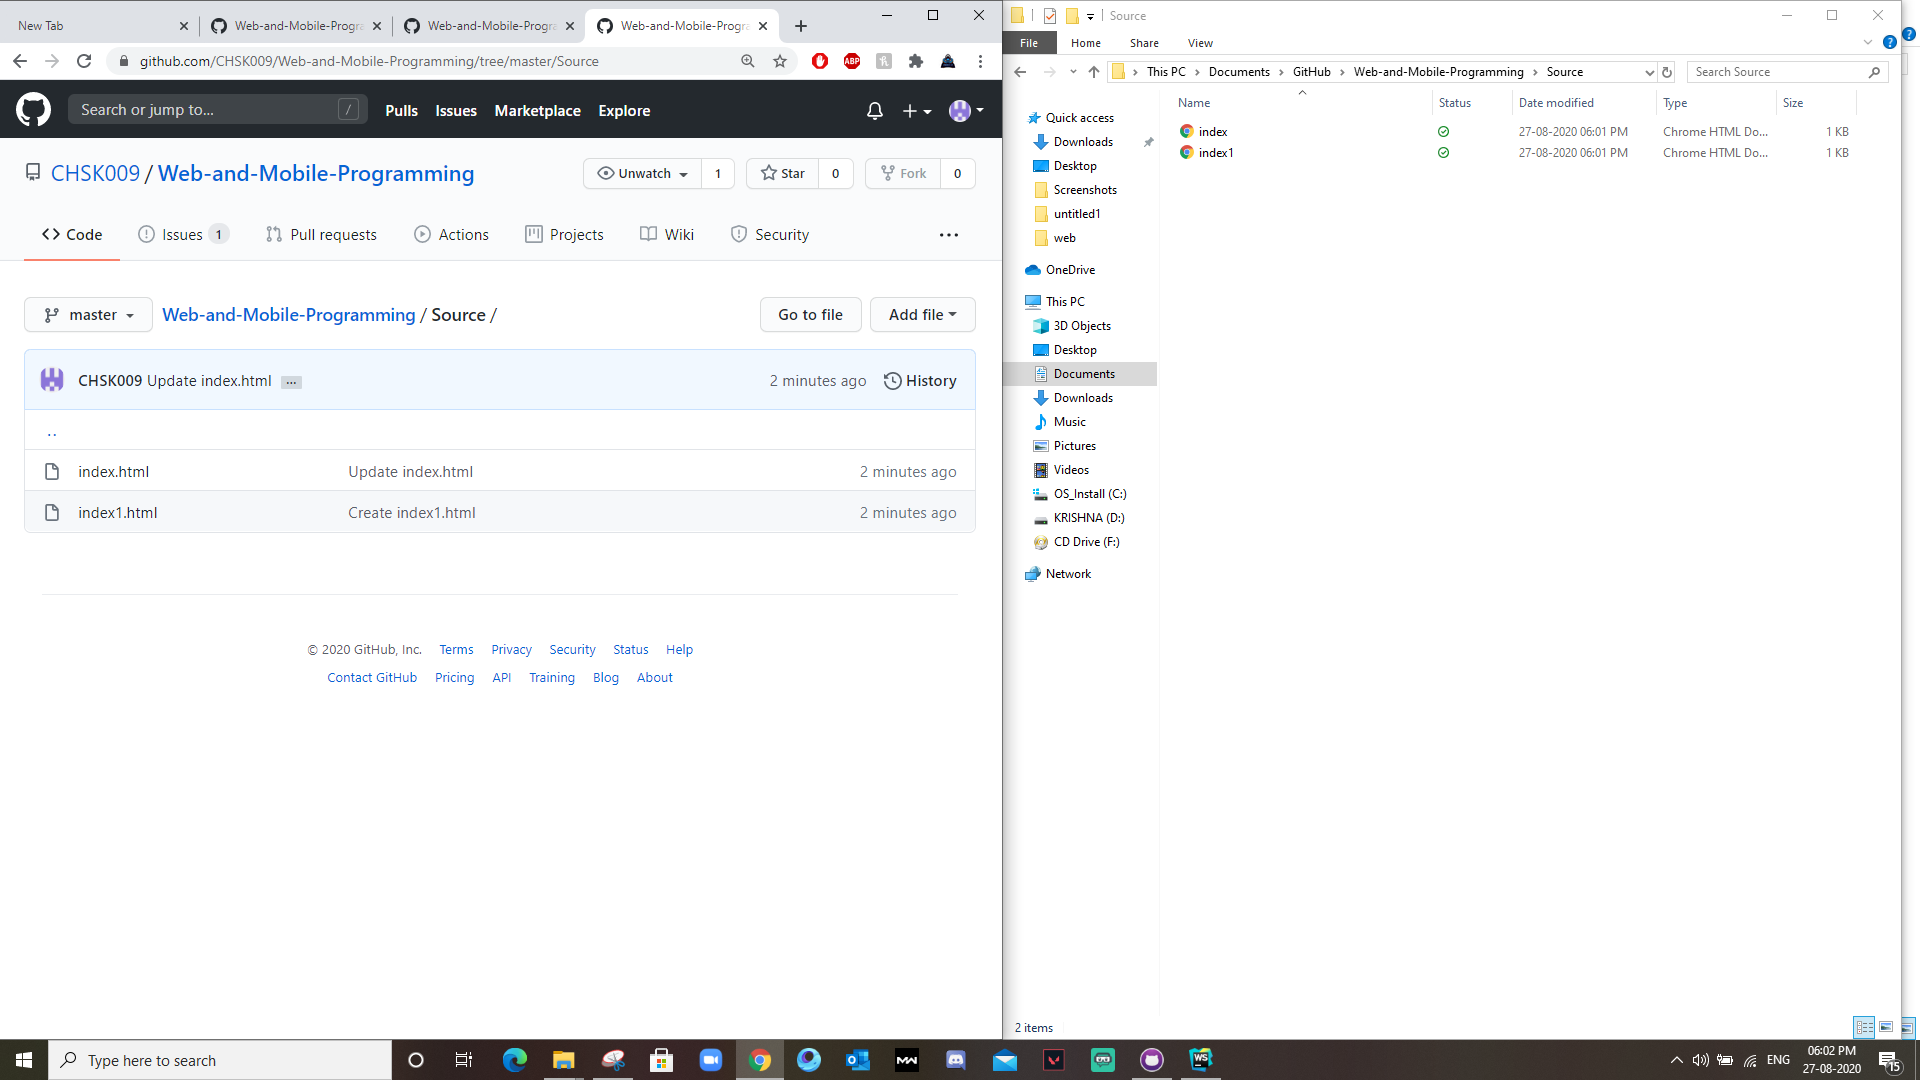 New Tab
Web-and-Mobile-Progra
Web-and-Mobile-Progra
Web-and-Mobile-Progra
github.com/CHSK009/Web-and-Mobile-Programming/tree/master/Source
ABP
Search or jump to...
/
Pulls
Issues
Marketplace
Explore
CHSK009 / Web-and-Mobile-Programming
Unwatch
1
Star
0
Fork
0
Code
Issues 1
Pull requests
Actions
Projects
Wiki
Security
master
Web-and-Mobile-Programming / Source /
Go to file
Add file
CHSK009 Update index.html ...
2 minutes ago
History
..
index.html
Update index.html
2 minutes ago
index1.html
Create index1.html
2 minutes ago
© 2020 GitHub, Inc.
Terms
Privacy
Security
Status
Help
Contact GitHub
Pricing
API
Training
Blog
About
Source
File
Home
Share
View
This PC
Documents
GitHub
Web-and-Mobile-Programming
Source
Search Source
Name
Status
Date modified
Type
Size
index
27-08-2020 06:01 PM
Chrome HTML Do...
1 KB
index1
27-08-2020 06:01 PM
Chrome HTML Do...
1 KB
Quick access
Downloads
Desktop
Screenshots
untitled1
web
OneDrive
This PC
3D Objects
Desktop
Documents
Downloads
Music
Pictures
Videos
OS_Install (C:)
KRISHNA (D:)
CD Drive (F:)
Network
2 items
Type here to search
MW
WS
ENG
06:02 PM
27-08-2020
15